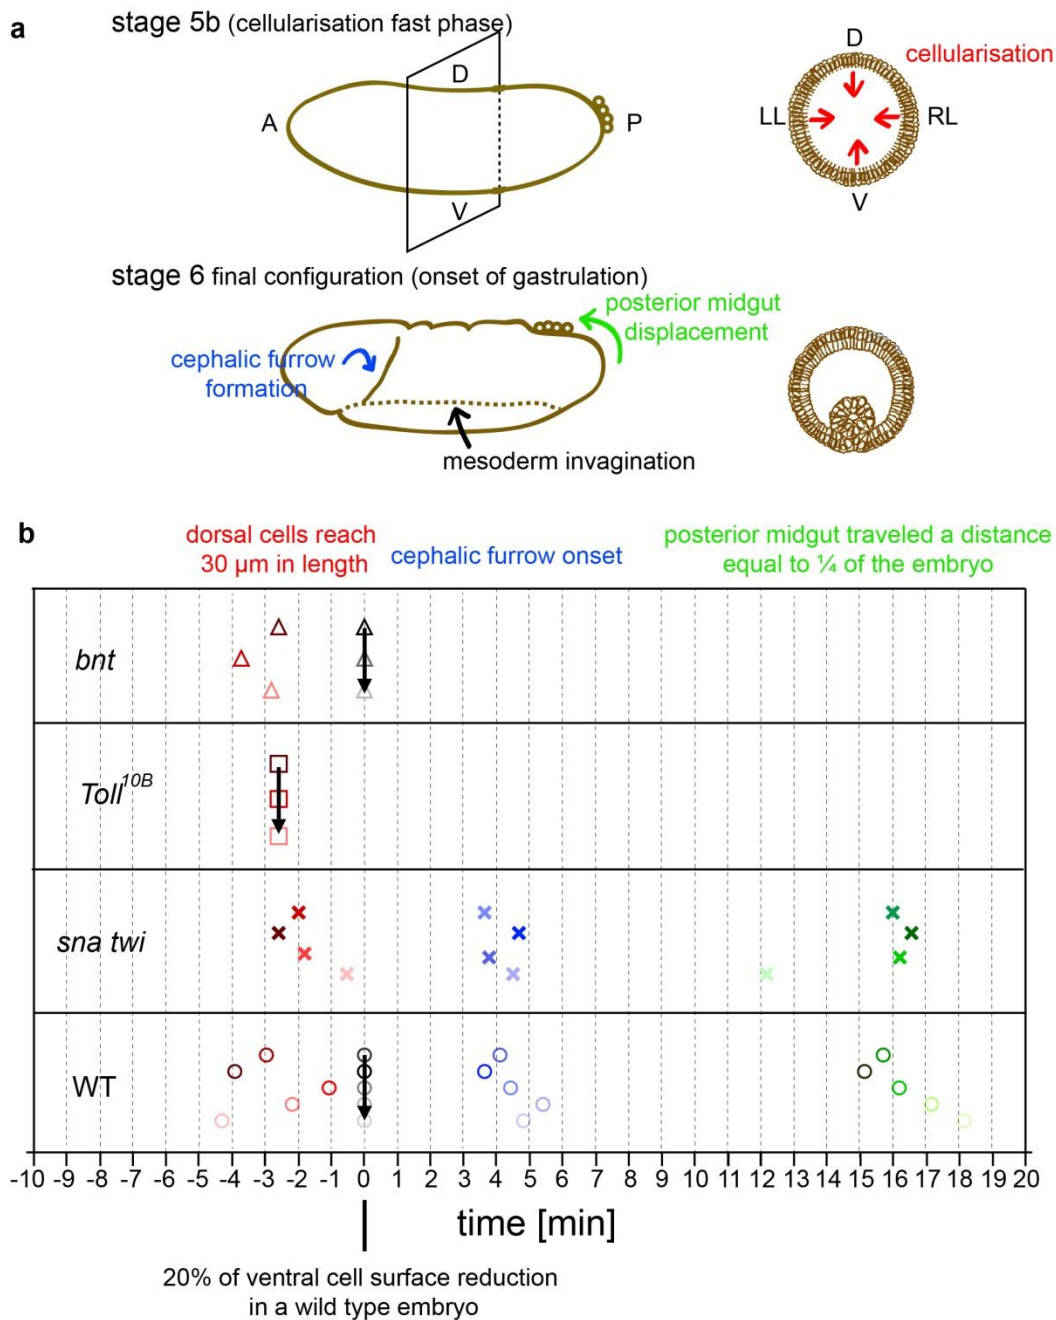 a
stage 5b (cellularisation fast phase)
D
A
P
V
D
cellularisation
LL
RL
V
stage 6 final configuration (onset of gastrulation)
posterior midgut
displacement
cephalic furrow
formation
mesoderm invagination
b
dorsal cells reach
30 µm in length
cephalic furrow onset
posterior midgut traveled a distance
equal to ¼ of the embryo
bnt
Toll10B
sna twi
WT
-10 -9 -8 -7 -6 -5 -4 -3 -2 -1 0 1 2 3 4 5 6 7 8 9 10 11 12 13 14 15 16 17 18 19 20
time [min]
20% of ventral cell surface reduction
in a wild type embryo